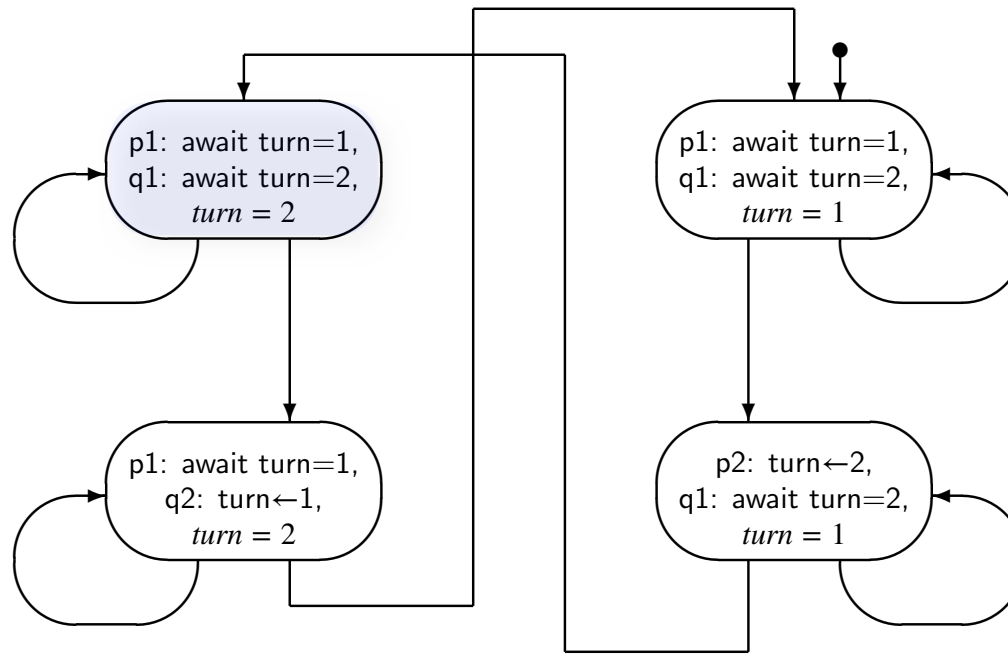 p1: await turn=1,
q1: await turn=2,
turn = 2
p1: await turn=1,
q1: await turn=2,
turn = 1
p1: await turn=1,
q2: turn←1,
turn = 2
p2: turn←2,
q1: await turn=2,
turn = 1